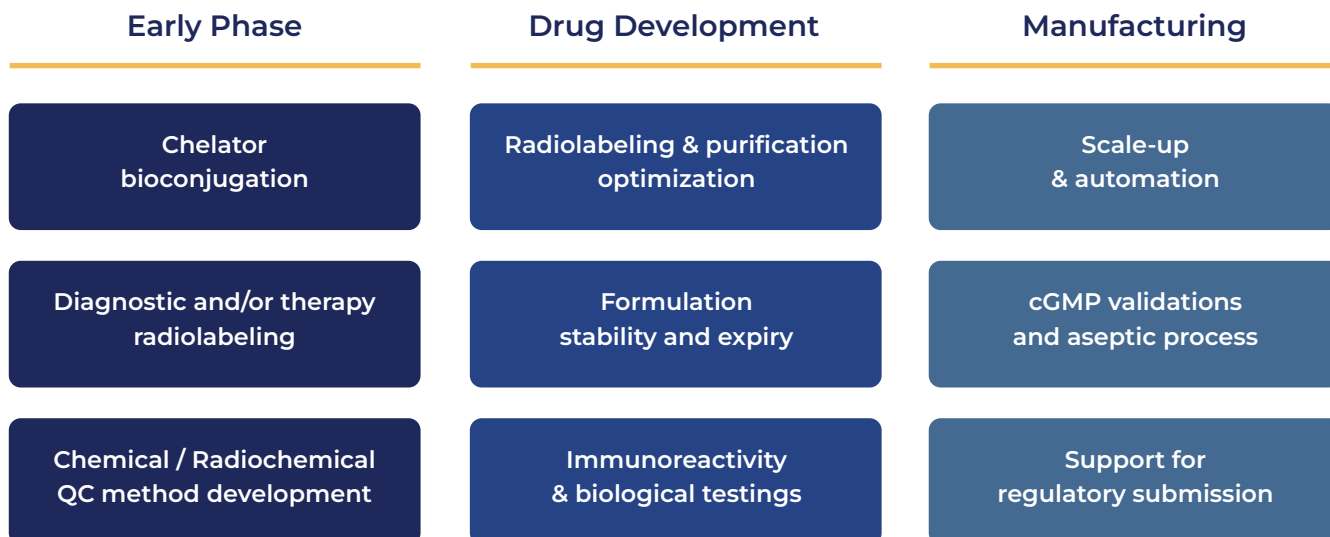 Early Phase
Drug Development
Manufacturing
Chelator
bioconjugation
Radiolabeling & purification
optimization
Scale-up
& automation
Diagnostic and/or therapy
radiolabeling
Formulation
stability and expiry
cGMP validations
and aseptic process
Chemical / Radiochemical
QC method development
Immunoreactivity
& biological testings
Support for
regulatory submission